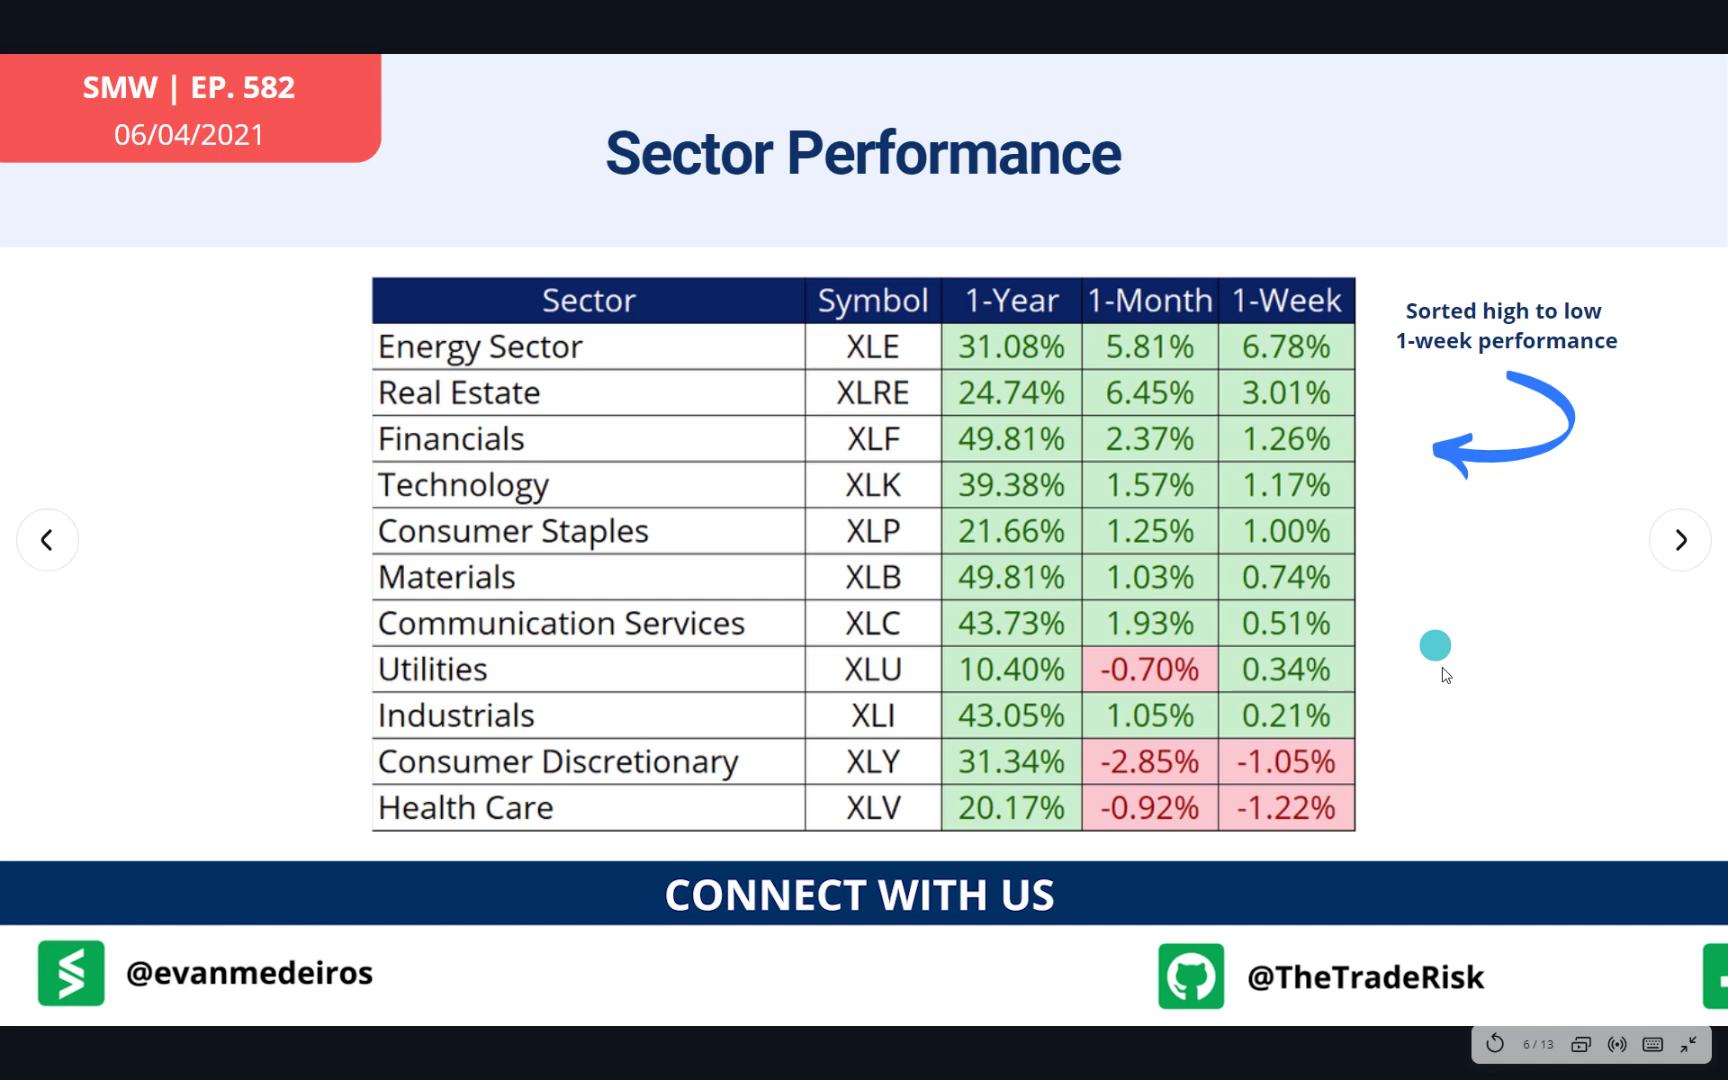 SMW | EP. 582
06/04/2021
Sector Performance
Sector Symbol 1-Year 1-Month 1-Week
Energy Sector XLE 31.08% 5.81% 6.78%
Real Estate XLRE 24.74% 6.45% 3.01%
Financials XLF 49.81% 2.37% 1.26%
Technology XLK 39.38% 1.57% 1.17%
Consumer Staples XLP 21.66% 1.25% 1.00%
Materials XLB 49.81% 1.03% 0.74%
Communication Services XLC 43.73% 1.93% 0.51%
Utilities XLU 10.40% -0.70% 0.34%
Industrials XLI 43.05% 1.05% 0.21%
Consumer Discretionary XLY 31.34% -2.85% -1.05%
Health Care XLV 20.17% -0.92% -1.22%
Sorted high to low
1-week performance
CONNECT WITH US
@evanmedeiros
@TheTradeRisk
6 / 13